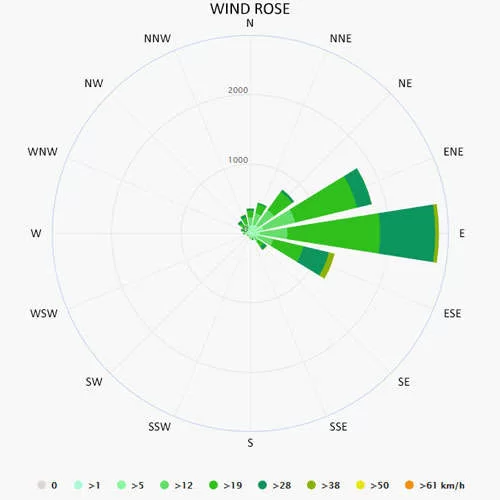 WIND ROSE
N
NNW
NNE
NW
NE
2000
WNW
ENE
1000
W
E
WSW
ESE
SW
SE
SSW
SSE
S
0 >1 >5 >12 >19 >28 >38 >50 >61 km/h